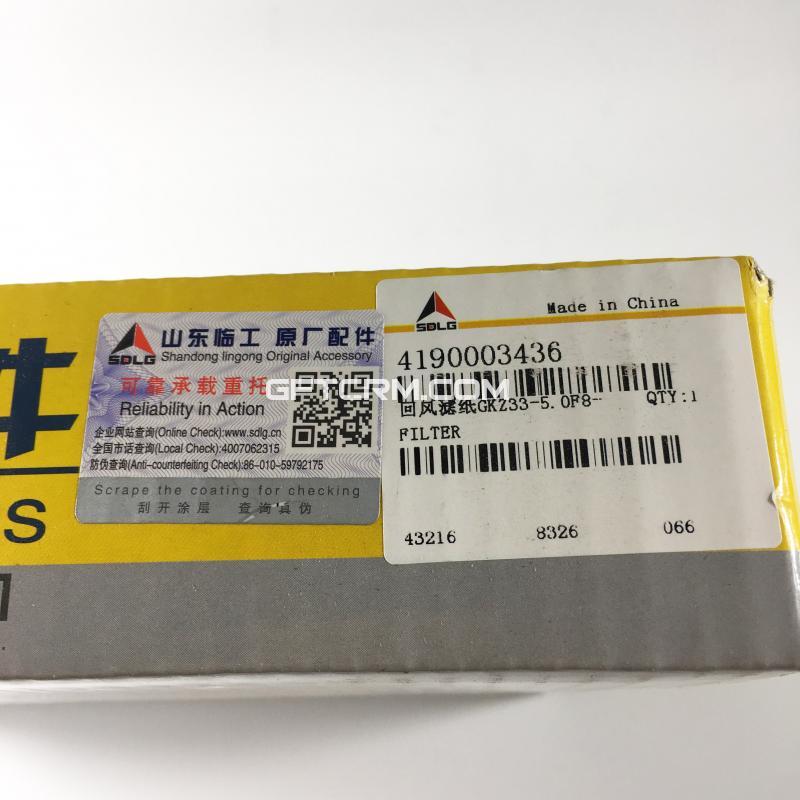 件
S
SDLG
山东临工 原厂配件
Shandong lingong Original Accessory
可靠承载重托
Reliability in Action
企业网站查询(Online Check):www.sdlg.cn
全国市话查询(Local Check):4007062315
防伪查询(Anti-counterfeiting Check):86-010-59792175
Scrape the coating for checking
刮开涂层 查询真伪
SDLG
Made in China
4190003436
回风滤纸GKZ33-5.0F8- QTY:1
FILTER
43216 8326 066
GPTCRM.COM